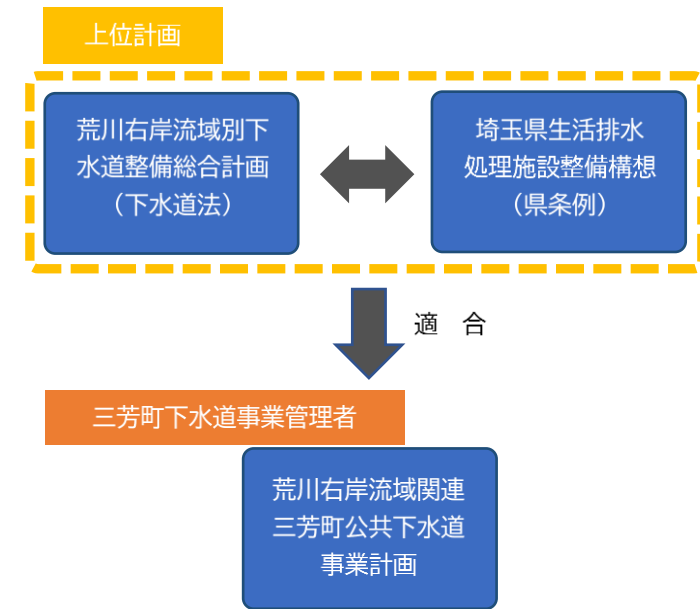 上位計画
荒川右岸流域別下
水道整備総合計画
（下水道法）
埼玉県生活排水
処理施設整備構想
（県条例）
適　合
三芳町下水道事業管理者
荒川右岸流域関連
三芳町公共下水道
事業計画